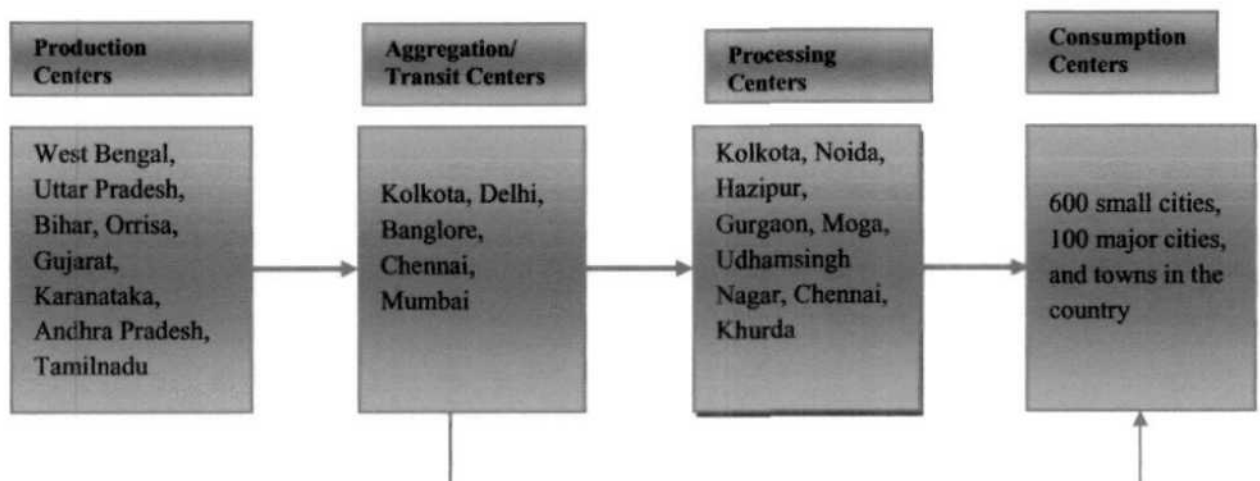 Production
Centers
Aggregation/
Transit Centers
Processing
Centers
Consumption
Centers
West Bengal,
Uttar Pradesh,
Bihar, Orrisa,
Gujarat,
Karanataka,
Andhra Pradesh,
Tamilnadu
Kolkota, Delhi,
Banglore,
Chennai,
Mumbai
Kolkota, Noida,
Hazipur,
Gurgaon, Moga,
Udhamsingh
Nagar, Chennai,
Khurda
600 small cities,
100 major cities,
and towns in the
country